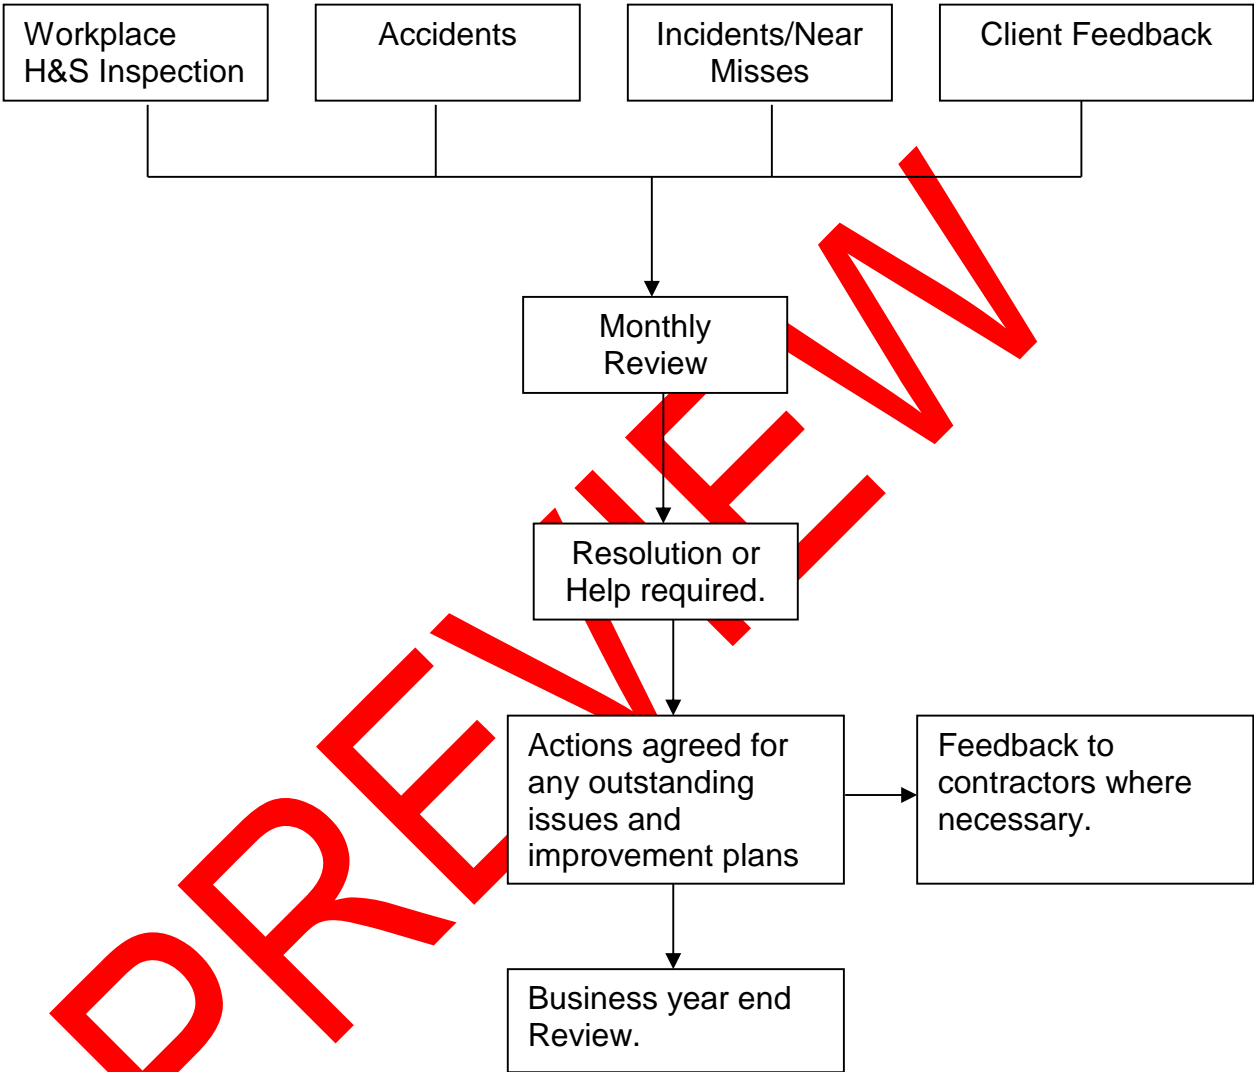 Workplace
H&S Inspection
Accidents
Incidents/Near
Misses
Client Feedback
Monthly
Review
Resolution or
Help required.
Actions agreed for
any outstanding
issues and
improvement plans
Feedback to
contractors where
necessary.
Business year end
Review.
PREVIEW